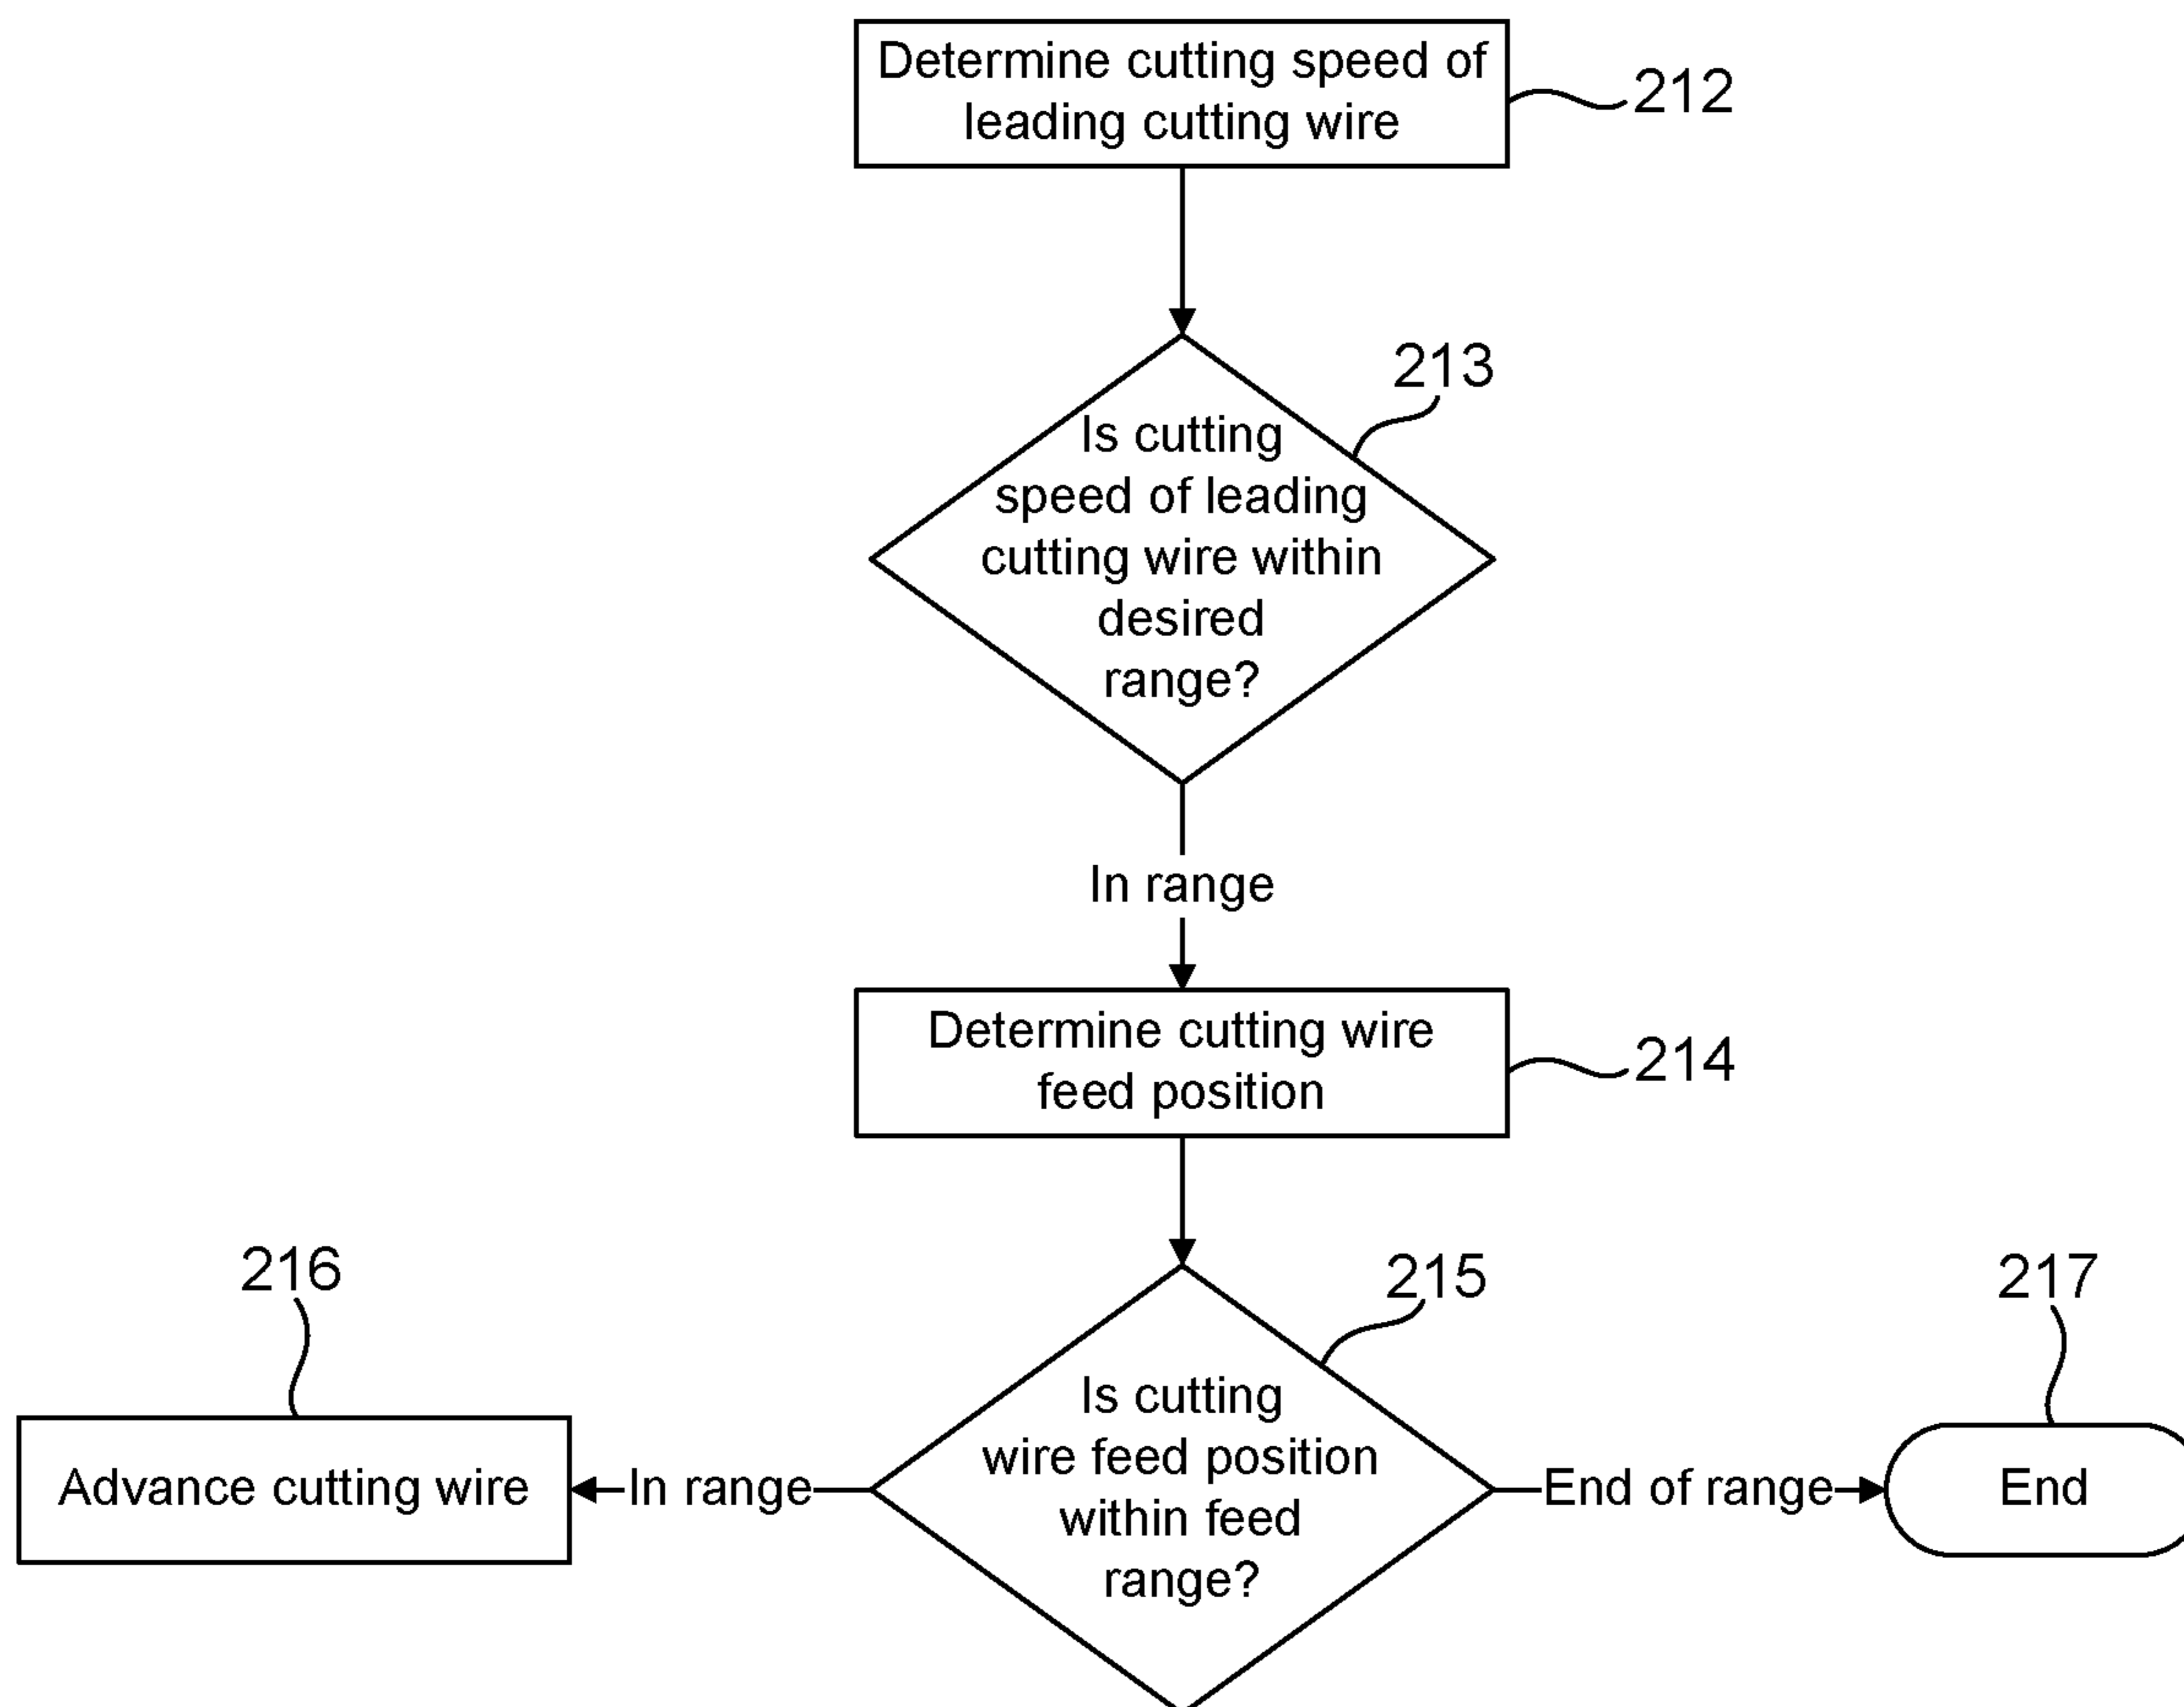 Determine cutting speed of
leading cutting wire
212
213
Is cutting
speed of leading
cutting wire within
desired
range?
In range
Determine cutting wire
feed position
214
216
215
217
Is cutting
wire feed position
within feed
range?
Advance cutting wire
In range
End of range
End